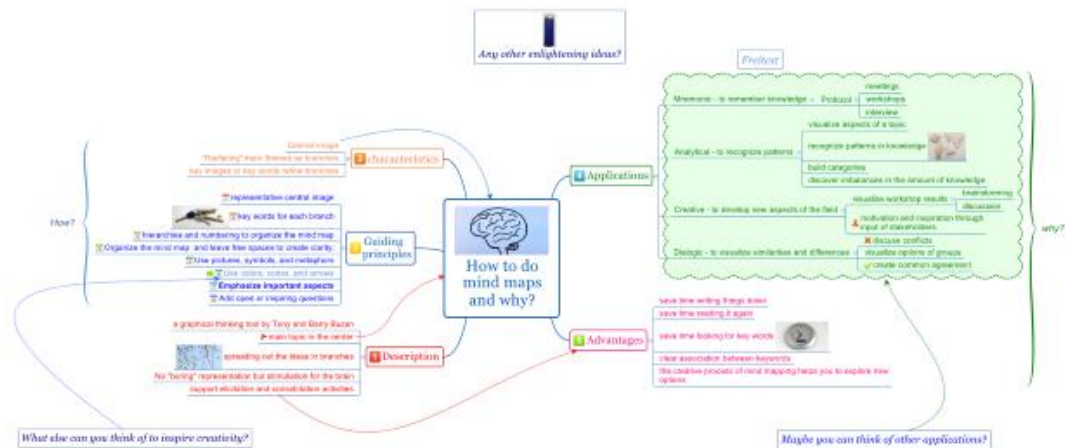 Any other enlightening ideas?
How to do
mind maps
and why?
How?
2 characteristics
Central image
"Radiating" main themes as branches
key images or key words refine branches
Guiding
principles
representative central image
key words for each branch
hierarchies and numbering to organize the mind map
Organize the mind map and leave free spaces to create clarity.
Use pictures, symbols, and metaphors
Use colors, codes, and arrows
Emphasize important aspects
Add open or inspiring questions
1 Description
a graphical thinking tool by Tony and Barry Buzan
main topic in the center
spreading out the ideas in branches
No "boring" representation but stimulation for the brain
support elicitation and consolidation activities
What else can you think of to inspire creativity?
Freitext
Applications
Mnemonic - to remember knowledge
Protocol
meetings
workshops
interview
Analytical - to recognize patterns
visualize aspects of a topic
recognize patterns in knowledge
build categories
discover imbalances in the amount of knowledge
Creative - to develop new aspects of the field
visualize workshop results
brainstorming
discussion
motivation and inspiration through
input of stakeholders
Dialogic - to visualize similarities and differences
discuss conflicts
visualize options of groups
create common agreement
why?
Advantages
save time writing things down
save time reading it again
save time looking for key words
clear association between keywords
the creative process of mind mapping helps you to explore new
options
Maybe you can think of other applications?